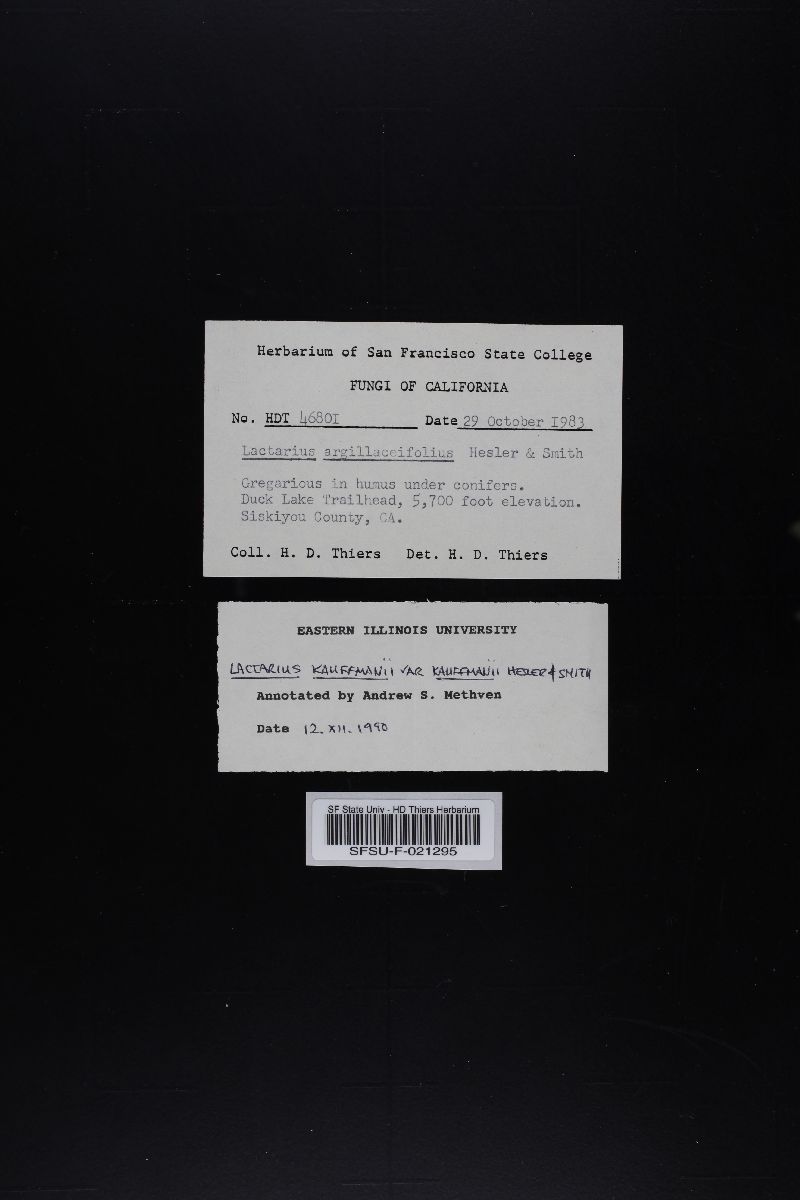 Herbarium of San Francisco State College
FUNGI OF CALIFORNIA
No. HDT 46801 Date 29 October 1983
Lactarius argillaceifolius Hesler & Smith
Gregarious in humus under conifers.
Duck Lake Trailhead, 5,700 foot elevation.
Siskiyou County, CA.
Coll. H. D. Thiers Det. H. D. Thiers
EASTERN ILLINOIS UNIVERSITY
LACTARIUS KAUFFMANII VAR KAUFFMANII HESLER & SMITH
Annotated by Andrew S. Methven
Date 12.XII.1990
SF State Univ - HD Thiers Herbarium
SFSU-F-021295